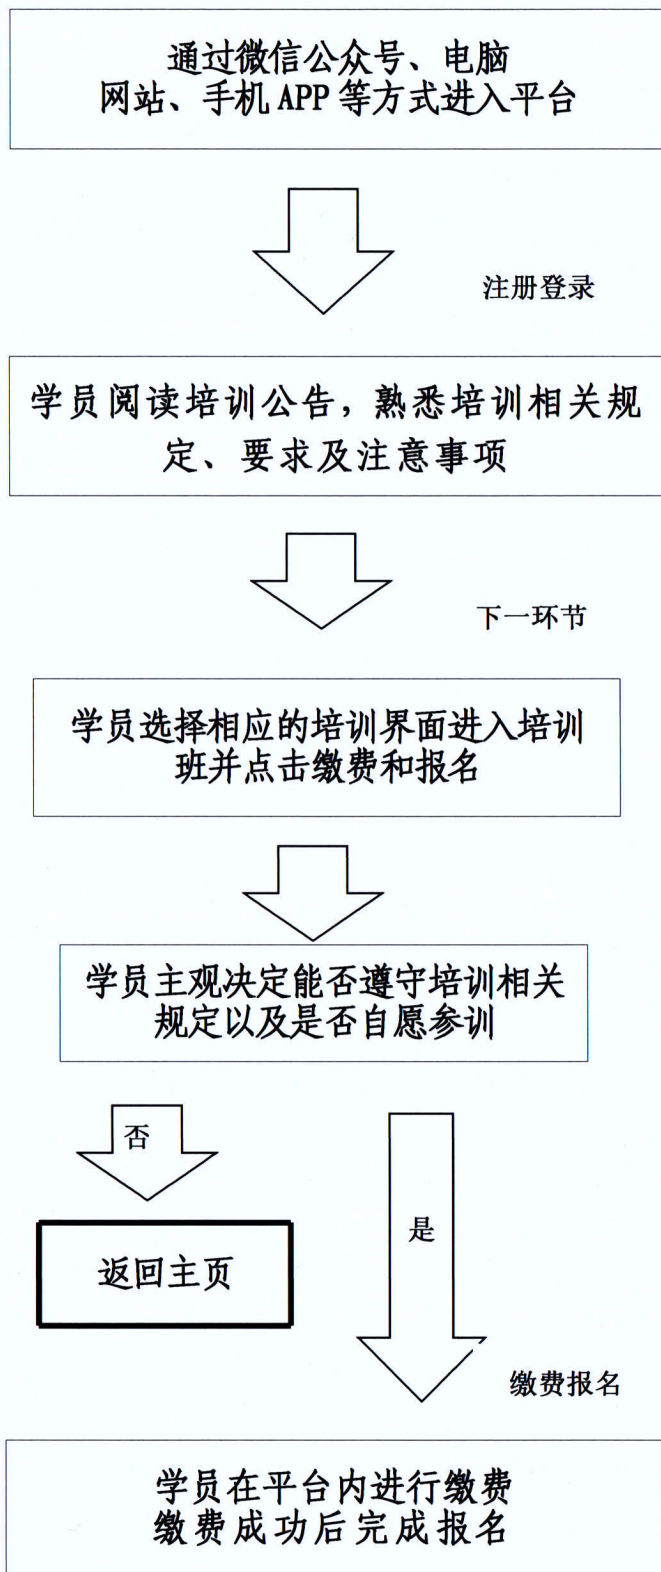 通过微信公众号、电脑
网站、手机 APP 等方式进入平台
注册登录
学员阅读培训公告，熟悉培训相关规
定、要求及注意事项
下一环节
学员选择相应的培训界面进入培训
班并点击缴费和报名
学员主观决定能否遵守培训相关
规定以及是否自愿参训
否
是
返回主页
缴费报名
学员在平台内进行缴费
缴费成功后完成报名